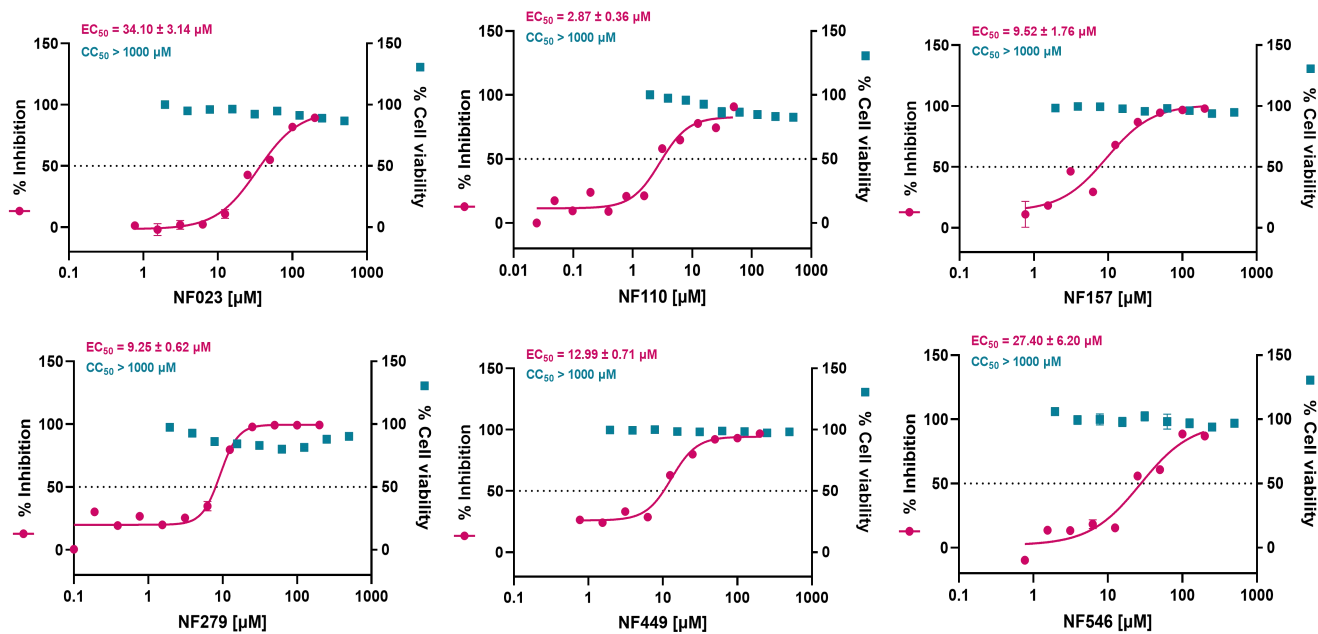 EC50 = 34.10 ± 3.14 µM
CC50 > 1000 µM
150
100
50
0
% Inhibition
150
100
50
0
% Cell viability
0.1 1 10 100 1000
NF023 [µM]
EC50 = 2.87 ± 0.36 µM
CC50 > 1000 µM
150
100
50
0
% Inhibition
150
100
50
0
% Cell viability
0.01 0.1 1 10 100 1000
NF110 [µM]
EC50 = 9.52 ± 1.76 µM
CC50 > 1000 µM
150
100
50
0
% Inhibition
150
100
50
0
% Cell viability
0.1 1 10 100 1000
NF157 [µM]
EC50 = 9.25 ± 0.62 µM
CC50 > 1000 µM
150
100
50
0
% Inhibition
150
100
50
0
% Cell viability
0.1 1 10 100 1000
NF279 [µM]
EC50 = 12.99 ± 0.71 µM
CC50 > 1000 µM
150
100
50
0
% Inhibition
150
100
50
0
% Cell viability
0.1 1 10 100 1000
NF449 [µM]
EC50 = 27.40 ± 6.20 µM
CC50 > 1000 µM
150
100
50
0
% Inhibition
150
100
50
0
% Cell viability
0.1 1 10 100 1000
NF546 [µM]